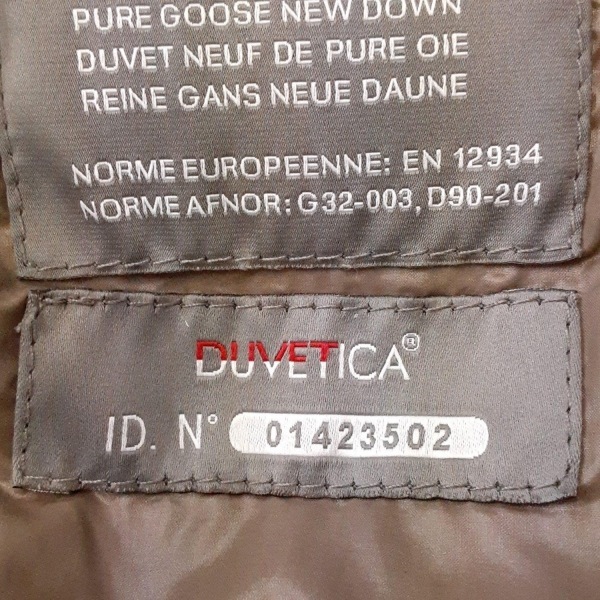 PURE GOOSE NEW DOWN
DUVET NEUF DE PURE OIE
REINE GANS NEUE DAUNE
NORME EUROPEENNE: EN 12934
NORME AFNOR: G32-003, D90-201
DUVETICA®
ID. N° 01423502